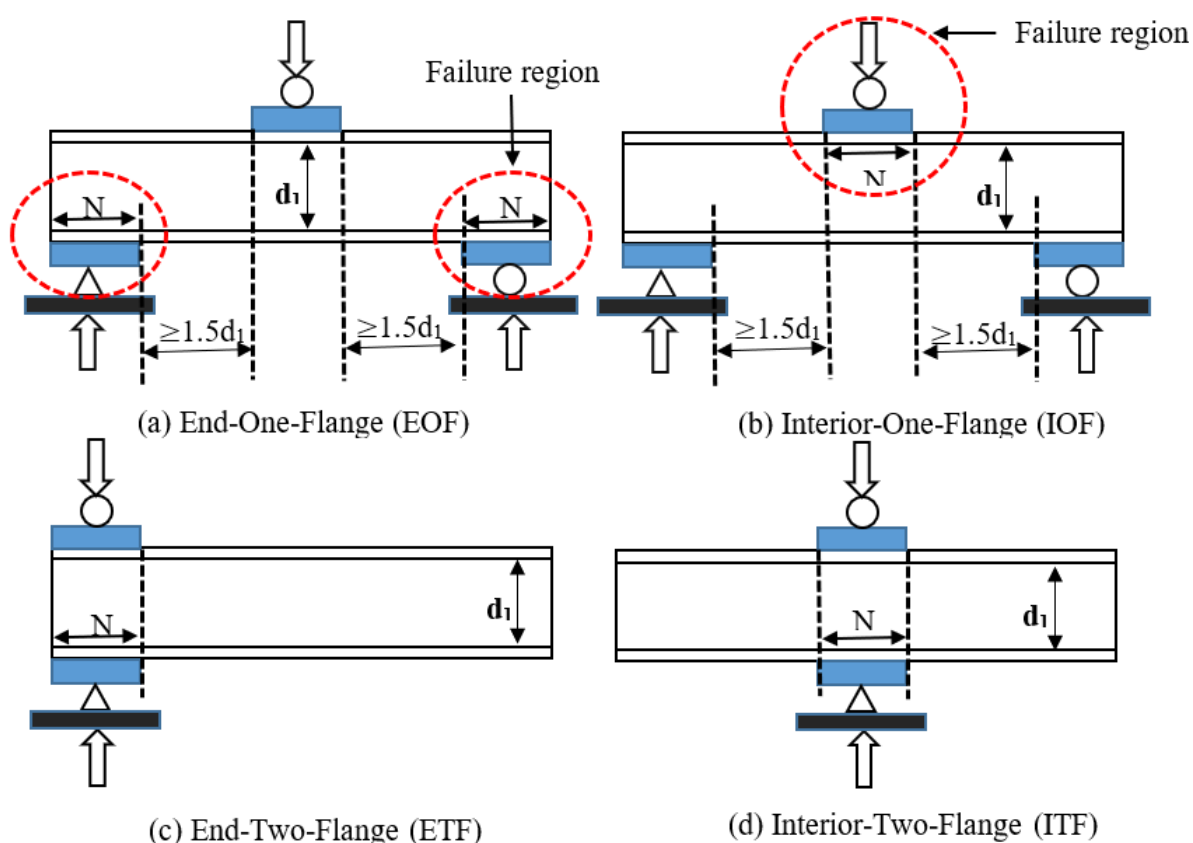 Failure region
Failure region
N
d₁
N
≥1.5d₁
≥1.5d₁
(a) End-One-Flange (EOF)
N
d₁
≥1.5d₁
≥1.5d₁
(b) Interior-One-Flange (IOF)
N
d₁
(c) End-Two-Flange (ETF)
N
d₁
(d) Interior-Two-Flange (ITF)